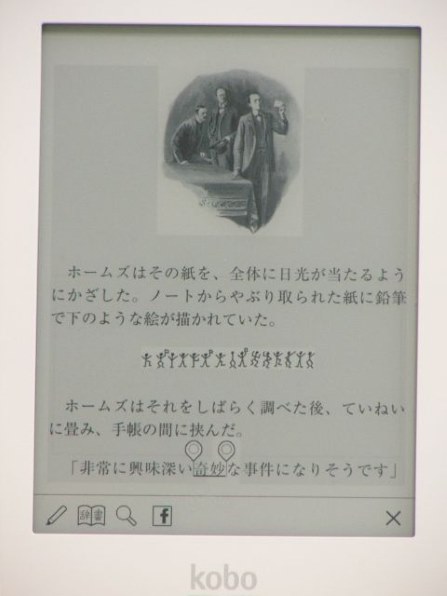 ホームズはその紙を、全体に日光が当たるよう
にかざした。ノートからやぶり取られた紙に鉛筆
で下のような絵が描かれていた。
ホームズはそれをしばらく調べた後、ていねい
に畳み、手帳の間に挟んだ。
「非常に興味深い奇妙な事件になりそうです」
辞書
f
kobo